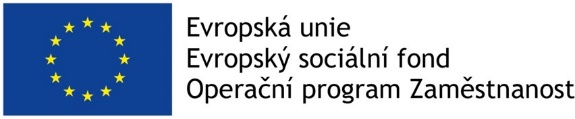 Evropská unie
Evropský sociální fond
Operační program Zaměstnanost